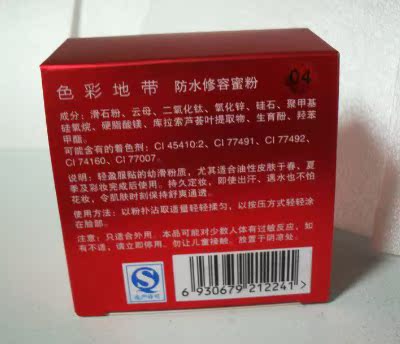 色彩地带 防水修容蜜粉 04
成分：滑石粉、云母、二氧化钛、氧化锌、硅石、聚甲基
硅氧烷、硬脂酸镁、库拉索芦荟叶提取物、生育酚、羟苯
甲酯.
可能含有的着色剂：CI 45410:2、CI 77491、CI 77492、
CI 74160、CI 77007.
说明：轻盈服贴的幼滑粉质，尤其适合油性皮肤于春、夏
季及彩妆完成后使用。持久定妆，即使出汗、遇水也不怕
花妆，令肌肤时刻保持舒爽通透。
使用方法：以粉扑沾取适量轻轻揉匀，以按压方式轻轻涂
在脸部。
注意：只适合外用。本品可能对少数人体有过敏反应，如
有不适，请立即停用。勿让儿童接触。放置于阴凉处。
生产许可
6 930679 212241